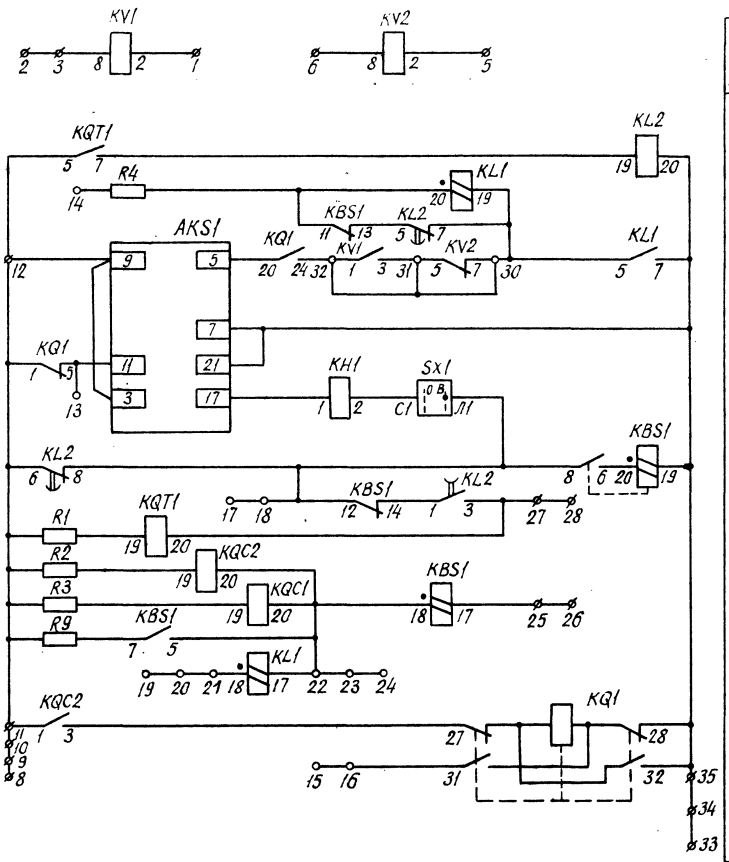 KV1
KV2
2 3 8 2 1
6 8 2 5
KQT1
KL2
5 7
19 20
R4
KL1
14
20 19
KBS1
KL2
11 13
5 7
AKS1
KQ1
KV1
KV2
KL1
12
9 5
20 24 32 1 3 31 5 7 30
5 7
7
KQ1
11 21
1 5
KH1
SX1
О В
13
3 17
1 2
С1 Л1
KL2
KBS1
6 8
8 6 20 19
KQT1
KBS1
KL2
17 18
12 14
1 3
27 28
R1
19 20
KQC2
R2
19 20
KQC1
KBS1
R3
19 20
18 17
25 26
R9
KBS1
7 5
KL1
19 20 21 18 17 22 23 24
KQC2
KQ1
11
1 3
27
28
10
9
31
32
8
15 16
35
34
33